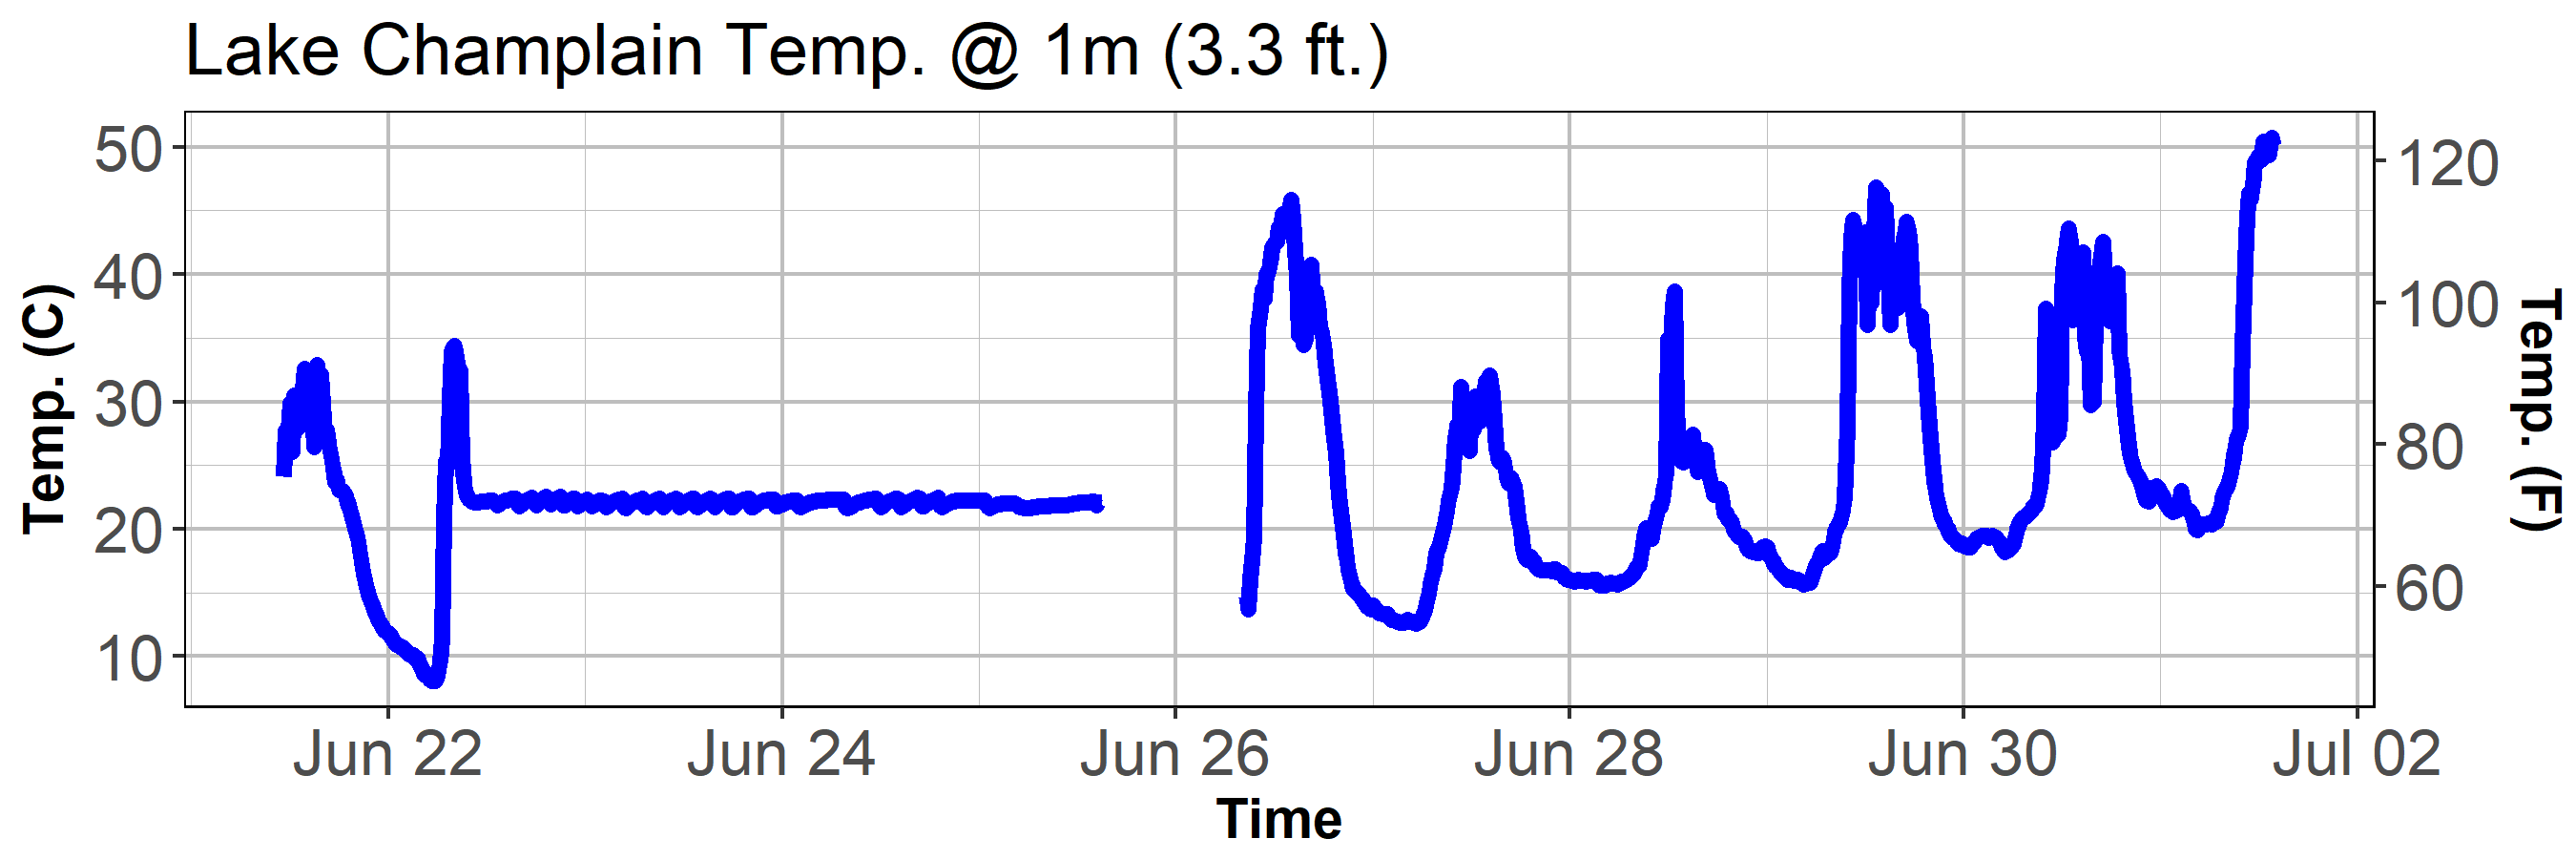 Lake Champlain Temp. @ 1m (3.3 ft.)
Temp. (C)
50
40
30
20
10
120
100
80
60
Temp. (F)
Jun 22 Jun 24 Jun 26 Jun 28 Jun 30 Jul 02
Time